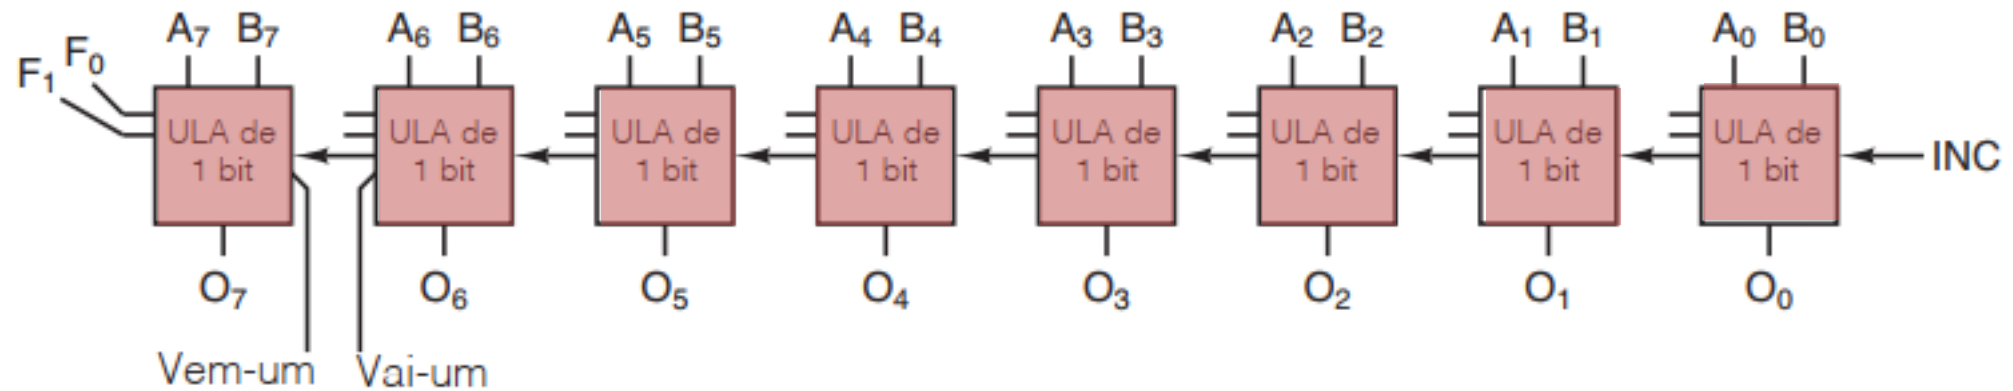 F₁ F₀ A₇ B₇ A₆ B₆ A₅ B₅ A₄ B₄ A₃ B₃ A₂ B₂ A₁ B₁ A₀ B₀
ULA de ULA de ULA de ULA de ULA de ULA de ULA de ULA de
1 bit 1 bit 1 bit 1 bit 1 bit 1 bit 1 bit 1 bit INC
O₇ O₆ O₅ O₄ O₃ O₂ O₁ O₀
Vem-um Vai-um